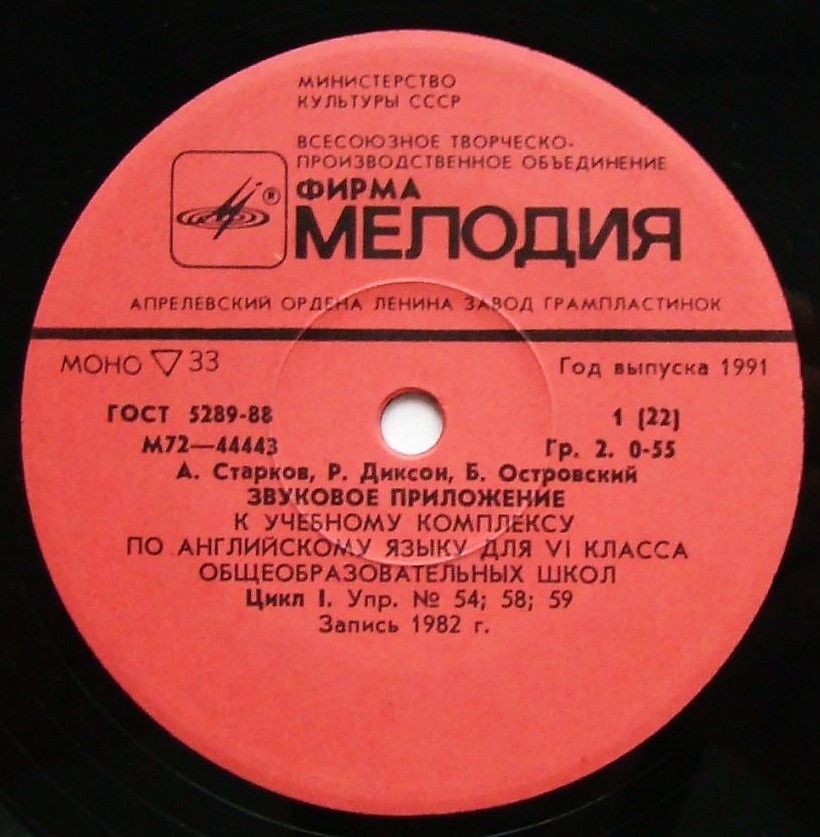 МИНИСТЕРСТВО
КУЛЬТУРЫ СССР
ВСЕСОЮЗНОЕ ТВОРЧЕСКО-
ПРОИЗВОДСТВЕННОЕ ОБЪЕДИНЕНИЕ
ФИРМА
®
МЕЛОДИЯ
АПРЕЛЕВСКИЙ ОРДЕНА ЛЕНИНА ЗАВОД ГРАМПЛАСТИНОК
МОНО ▽ 33 Год выпуска 1991
ГОСТ 5289-88 1 (22)
М72—44443 Гр. 2. 0-55
А. Старков, Р. Диксон, Б. Островский
ЗВУКОВОЕ ПРИЛОЖЕНИЕ
К УЧЕБНОМУ КОМПЛЕКСУ
ПО АНГЛИЙСКОМУ ЯЗЫКУ ДЛЯ VI КЛАССА
ОБЩЕОБРАЗОВАТЕЛЬНЫХ ШКОЛ
Цикл I. Упр. № 54; 58; 59
Запись 1982 г.